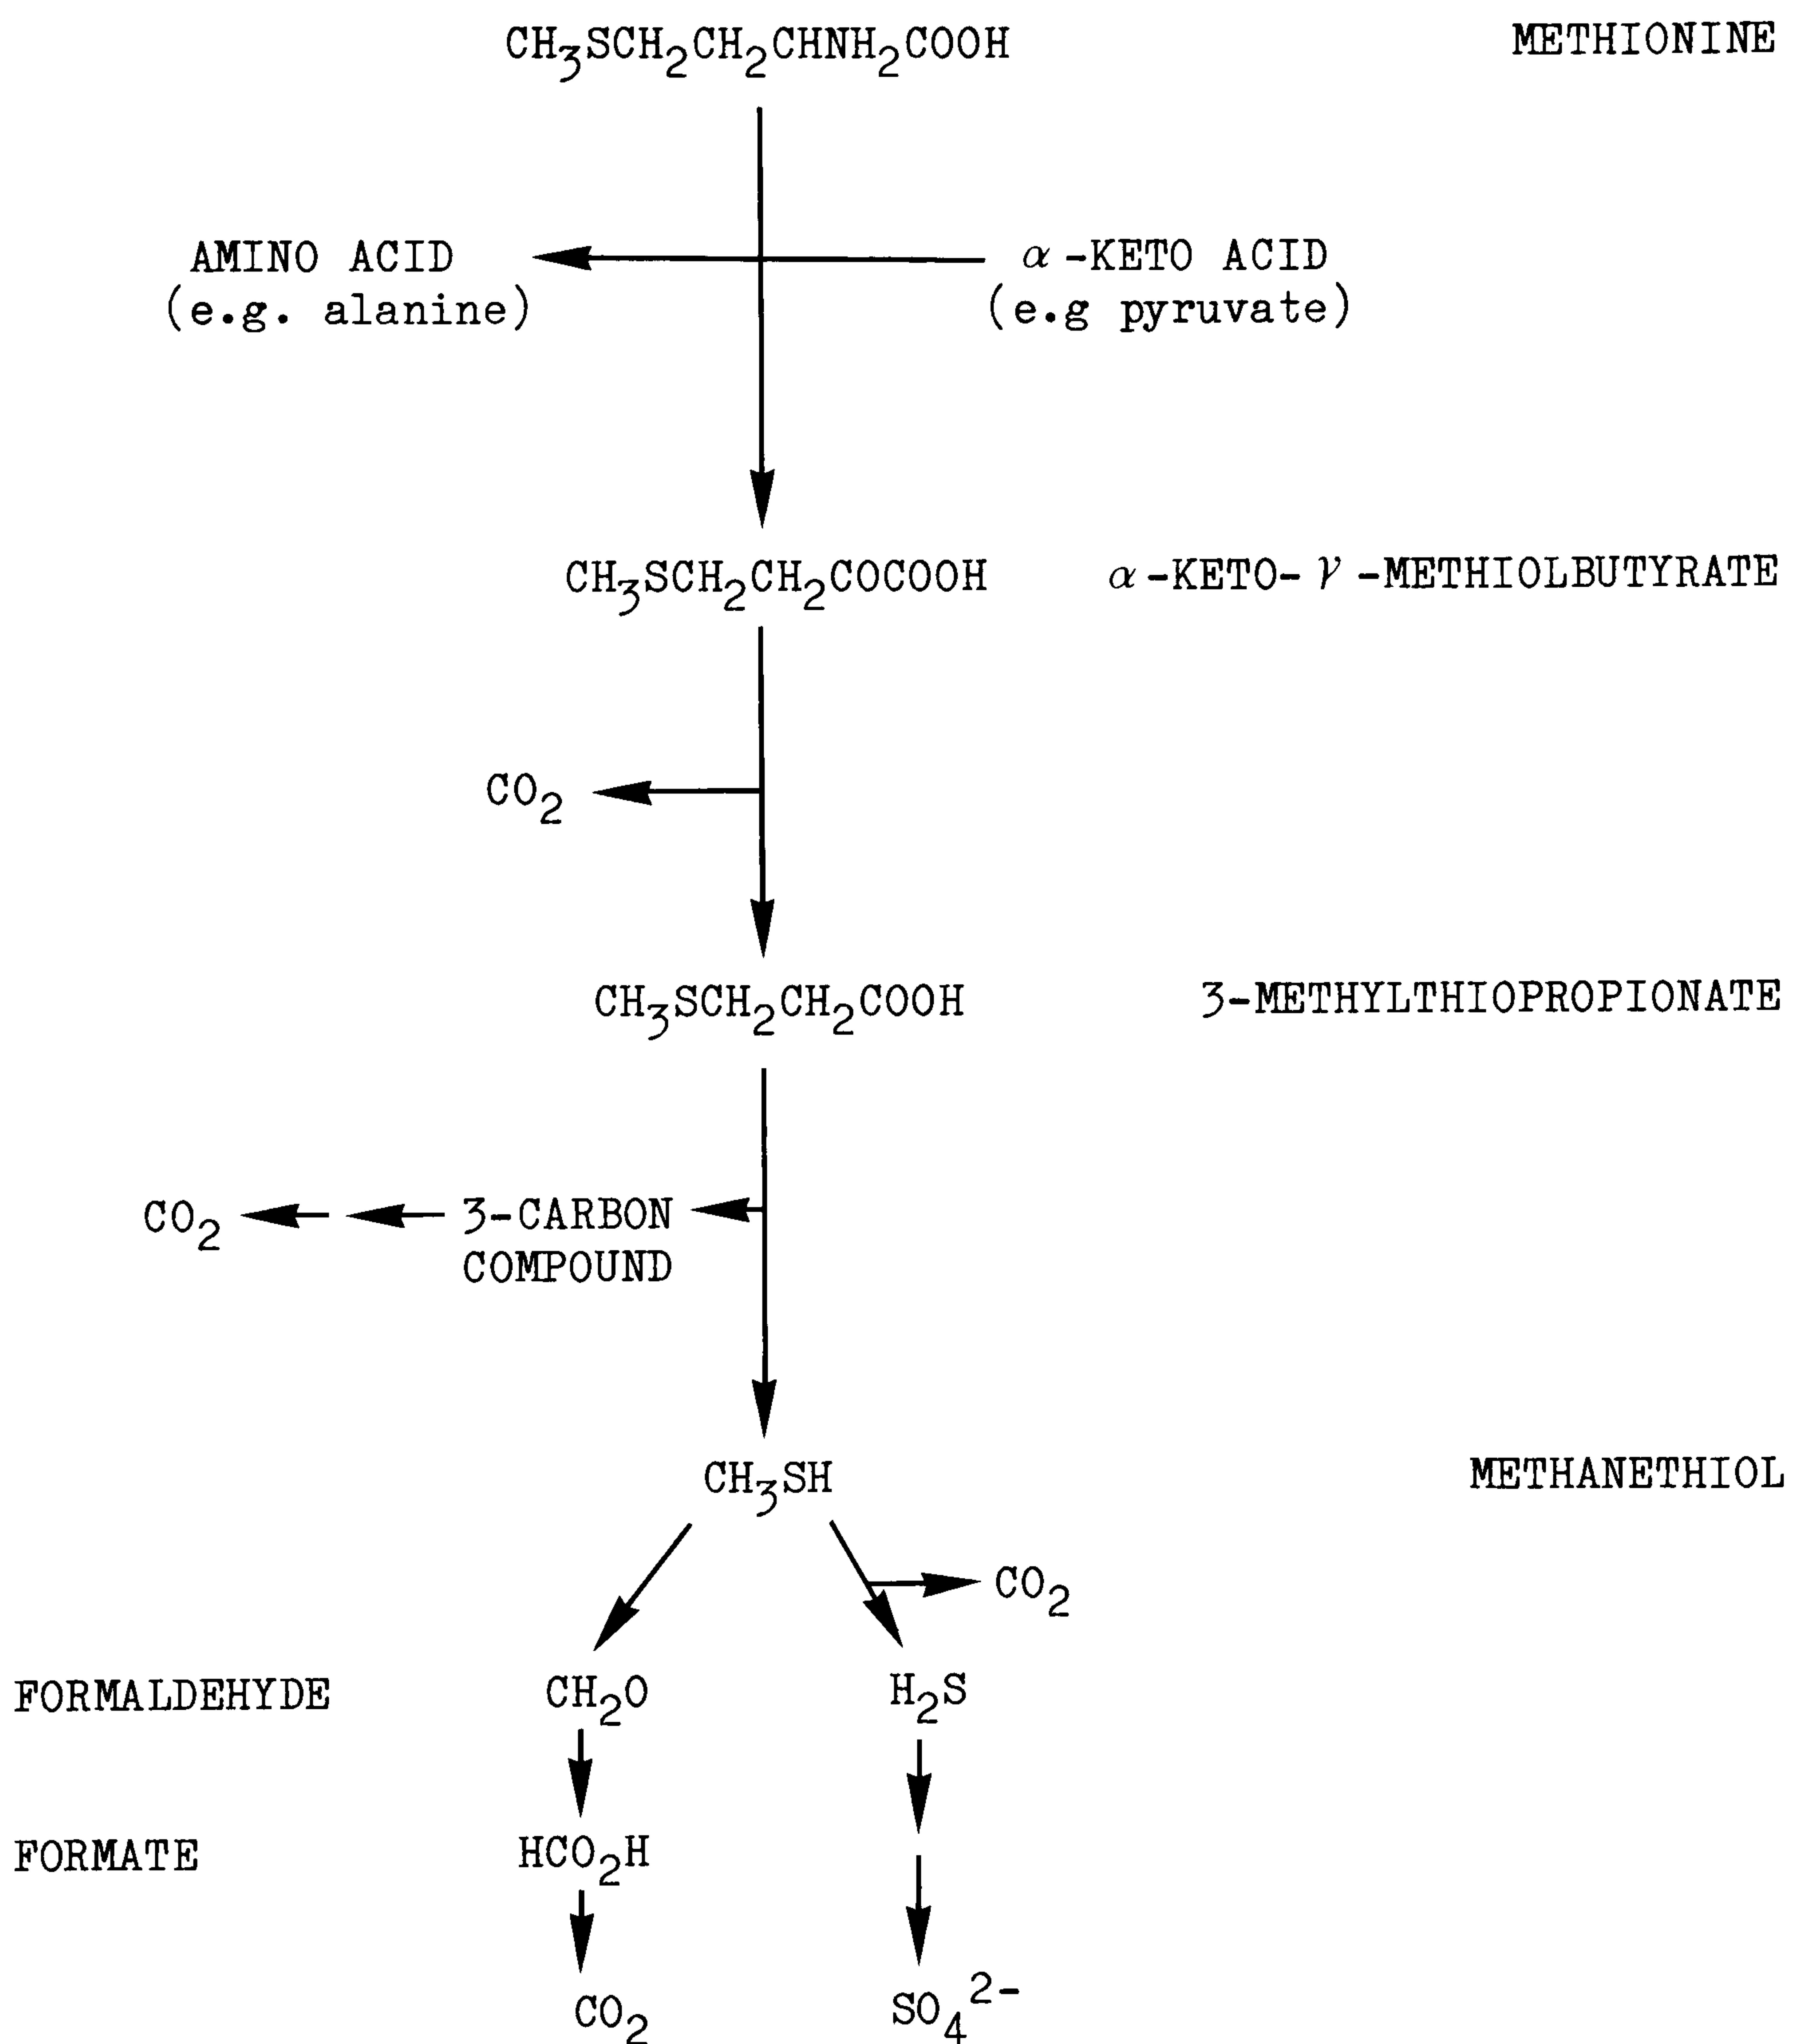 CH3SCH2CH2CHNH2COOH METHIONINE
AMINO ACID α-KETO ACID
(e.g. alanine) (e.g pyruvate)
CH3SCH2CH2COCOOH α-KETO-γ-METHIOLBUTYRATE
CO2
CH3SCH2CH2COOH 3-METHYLTHIOPROPIONATE
CO2 3-CARBON
COMPOUND
CH3SH METHANETHIOL
CO2
FORMALDEHYDE CH2O H2S
FORMATE HCO2H
CO2 SO4 2-